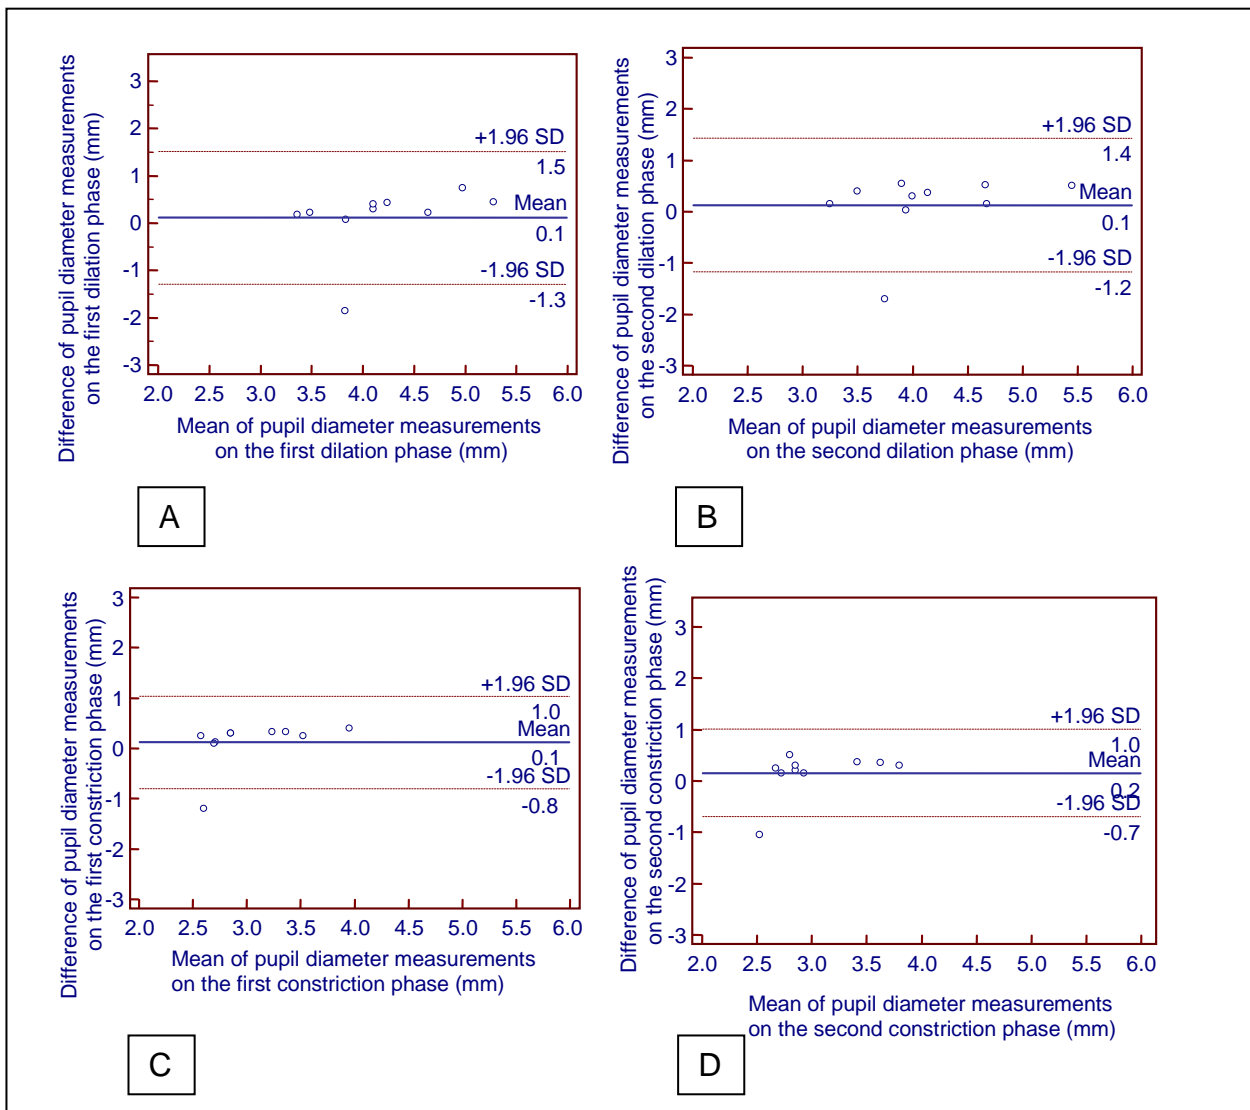 Difference of pupil diameter measurements
on the first dilation phase (mm)
3
2
1
0
-1
-2
-3
+1.96 SD
1.5
Mean
0.1
-1.96 SD
-1.3
2.0 2.5 3.0 3.5 4.0 4.5 5.0 5.5 6.0
Mean of pupil diameter measurements
on the first dilation phase (mm)
A
Difference of pupil diameter measurements
on the second dilation phase (mm)
3
2
1
0
-1
-2
-3
+1.96 SD
1.4
Mean
0.1
-1.96 SD
-1.2
2.0 2.5 3.0 3.5 4.0 4.5 5.0 5.5 6.0
Mean of pupil diameter measurements
on the second dilation phase (mm)
B
Difference of pupil diameter measurements
on the first constriction phase (mm)
3
2
1
0
-1
-2
-3
+1.96 SD
1.0
Mean
0.1
-1.96 SD
-0.8
2.0 2.5 3.0 3.5 4.0 4.5 5.0 5.5 6.0
Mean of pupil diameter measurements
on the first constriction phase (mm)
C
Difference of pupil diameter measurements
on the second constriction phase (mm)
3
2
1
0
-1
-2
-3
+1.96 SD
1.0
Mean
0.2
-1.96 SD
-0.7
2.0 2.5 3.0 3.5 4.0 4.5 5.0 5.5 6.0
Mean of pupil diameter measurements
on the second constriction phase (mm)
D